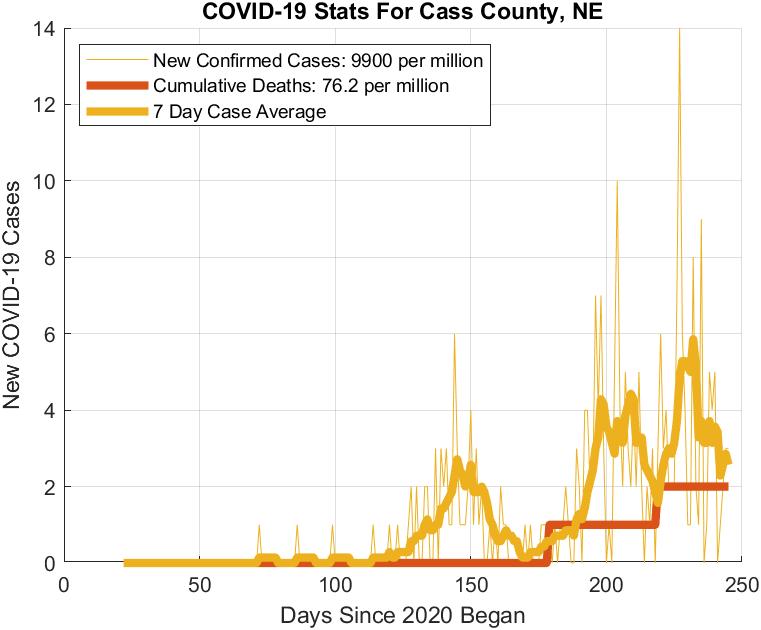 COVID-19 Stats For Cass County, NE
New Confirmed Cases: 9900 per million
Cumulative Deaths: 76.2 per million
7 Day Case Average
New COVID-19 Cases
14
12
10
8
6
4
2
0
0 50 100 150 200 250
Days Since 2020 Began